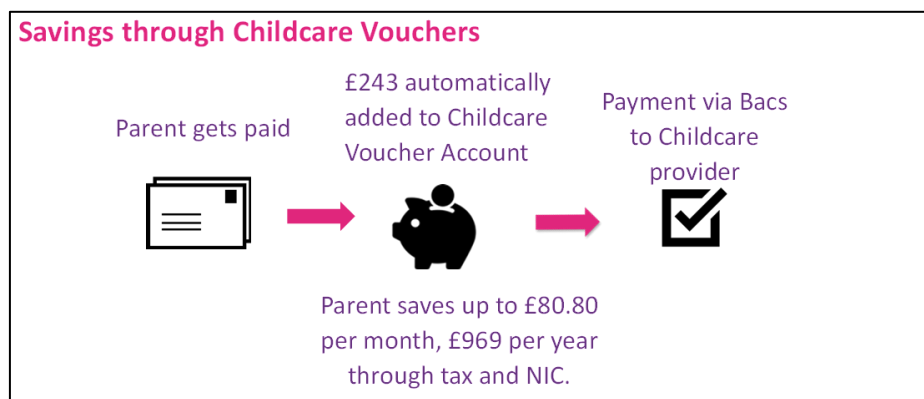 Savings through Childcare Vouchers
Parent gets paid
£243 automatically
added to Childcare
Voucher Account
Payment via Bacs
to Childcare
provider
Parent saves up to £80.80
per month, £969 per year
through tax and NIC.